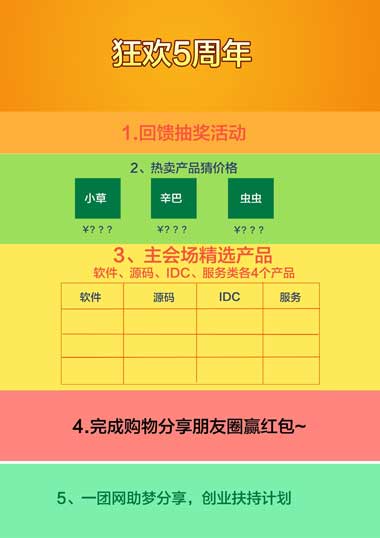 狂欢5周年
1.回馈抽奖活动
2、热卖产品猜价格
小草 辛巴 虫虫
¥? ? ? ¥? ? ? ¥? ? ?
3、主会场精选产品
软件、源码、IDC、服务类各4个产品
软件 源码 IDC 服务
4.完成购物分享朋友圈赢红包~
5、一团网助梦分享，创业扶持计划